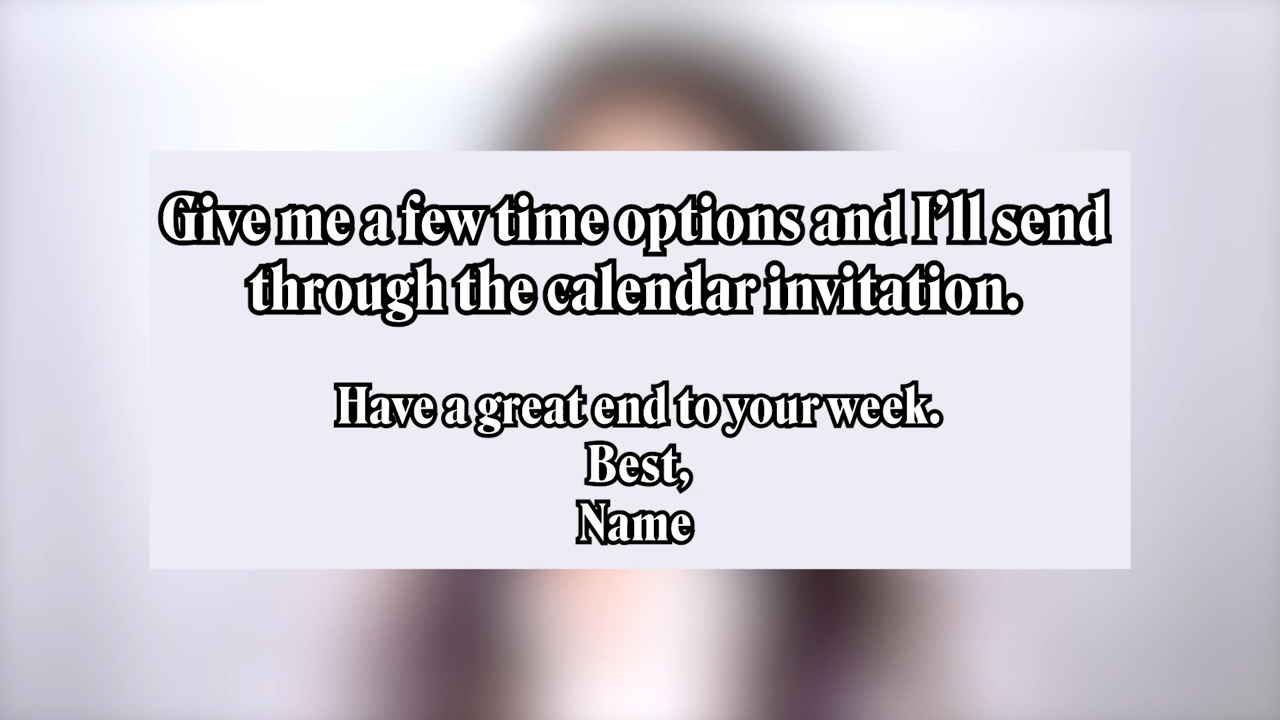 Give me a few time options and I’ll send
through the calendar invitation.
Have a great end to your week.
Best,
Name